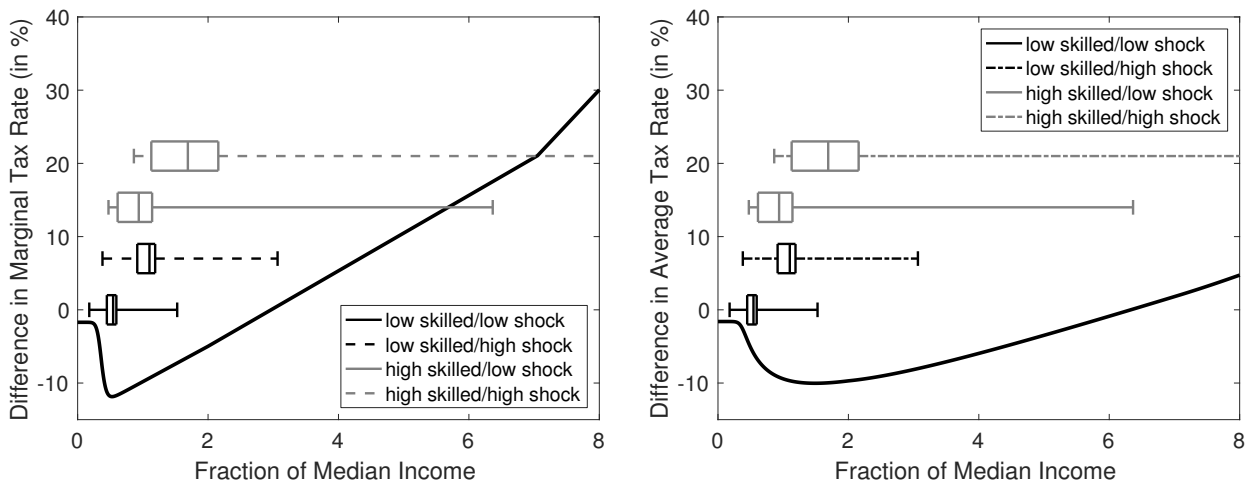 Difference in Marginal Tax Rate (in %)
40
30
20
10
0
-10
low skilled/low shock
low skilled/high shock
high skilled/low shock
high skilled/high shock
0
2
4
6
8
Fraction of Median Income
Difference in Average Tax Rate (in %)
40
30
20
10
0
-10
low skilled/low shock
low skilled/high shock
high skilled/low shock
high skilled/high shock
0
2
4
6
8
Fraction of Median Income